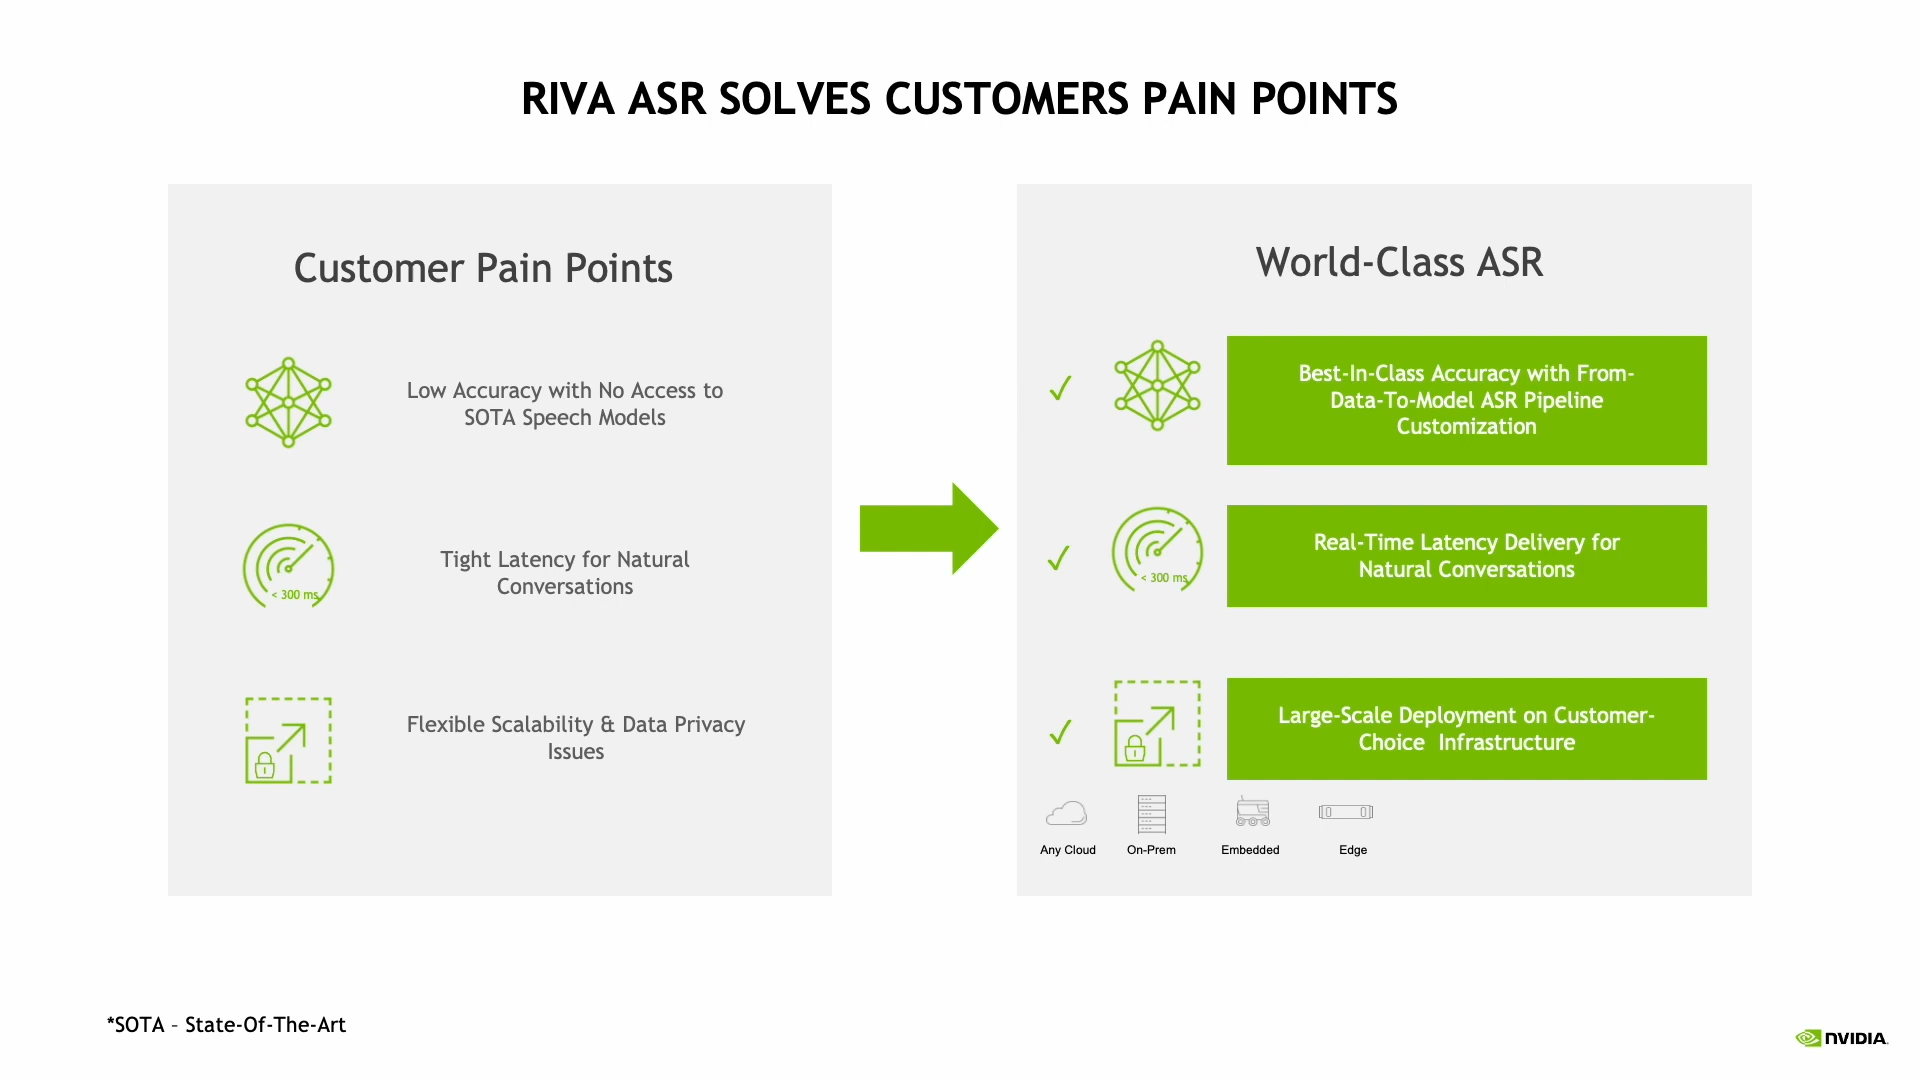 RIVA ASR SOLVES CUSTOMERS PAIN POINTS
Customer Pain Points
Low Accuracy with No Access to
SOTA Speech Models
< 300 ms
Tight Latency for Natural
Conversations
Flexible Scalability & Data Privacy
Issues
World-Class ASR
✓
Best-In-Class Accuracy with From-
Data-To-Model ASR Pipeline
Customization
✓
< 300 ms
Real-Time Latency Delivery for
Natural Conversations
✓
Large-Scale Deployment on Customer-
Choice  Infrastructure
Any Cloud
On-Prem
Embedded
Edge
*SOTA – State-Of-The-Art
NVIDIA.